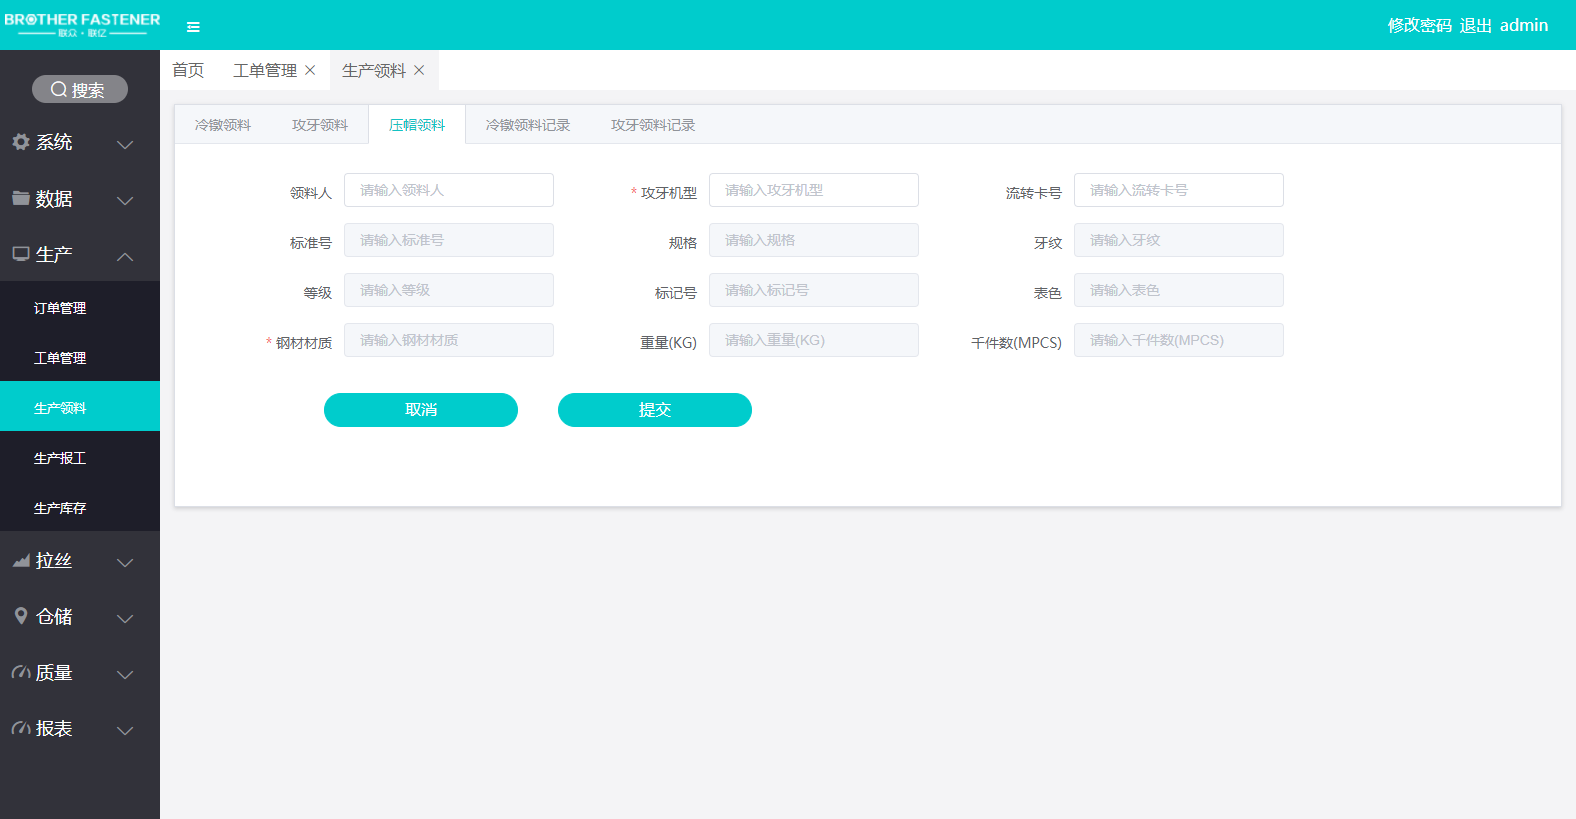 BROTHER FASTENER
联众·联亿
修改密码 退出 admin
首页 工单管理 生产领料
搜索
系统
数据
生产
订单管理
工单管理
生产领料
生产报工
生产库存
拉丝
仓储
质量
报表
冷镦领料 攻牙领料 压帽领料 冷镦领料记录 攻牙领料记录
领料人 请输入领料人 * 攻牙机型 请输入攻牙机型 流转卡号 请输入流转卡号
标准号 请输入标准号 规格 请输入规格 牙纹 请输入牙纹
等级 请输入等级 标记号 请输入标记号 表色 请输入表色
* 钢材材质 请输入钢材材质 重量(KG) 请输入重量(KG) 千件数(MPCS) 请输入千件数(MPCS)
取消 提交